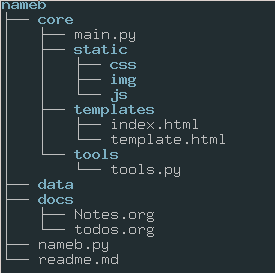 nameb
├── core
│   ├── main.py
│   ├── static
│   │   ├── css
│   │   ├── img
│   │   └── js
│   ├── templates
│   │   ├── index.html
│   │   └── template.html
│   └── tools
│       └── tools.py
├── data
├── docs
│   ├── Notes.org
│   └── todos.org
├── nameb.py
└── readme.md